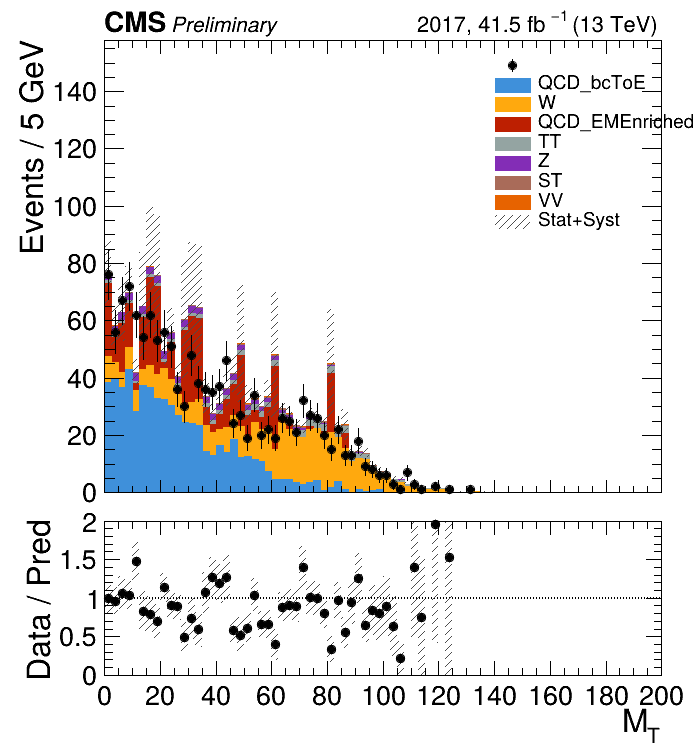 CMS Preliminary 2017, 41.5 fb⁻¹ (13 TeV)
Events / 5 GeV
140
120
100
80
60
40
20
0
QCD_bcToE
W
QCD_EMEnriched
TT
Z
ST
VV
Stat+Syst
Data / Pred
2
1.5
1
0.5
0
0 20 40 60 80 100 120 140 160 180 200
M_T